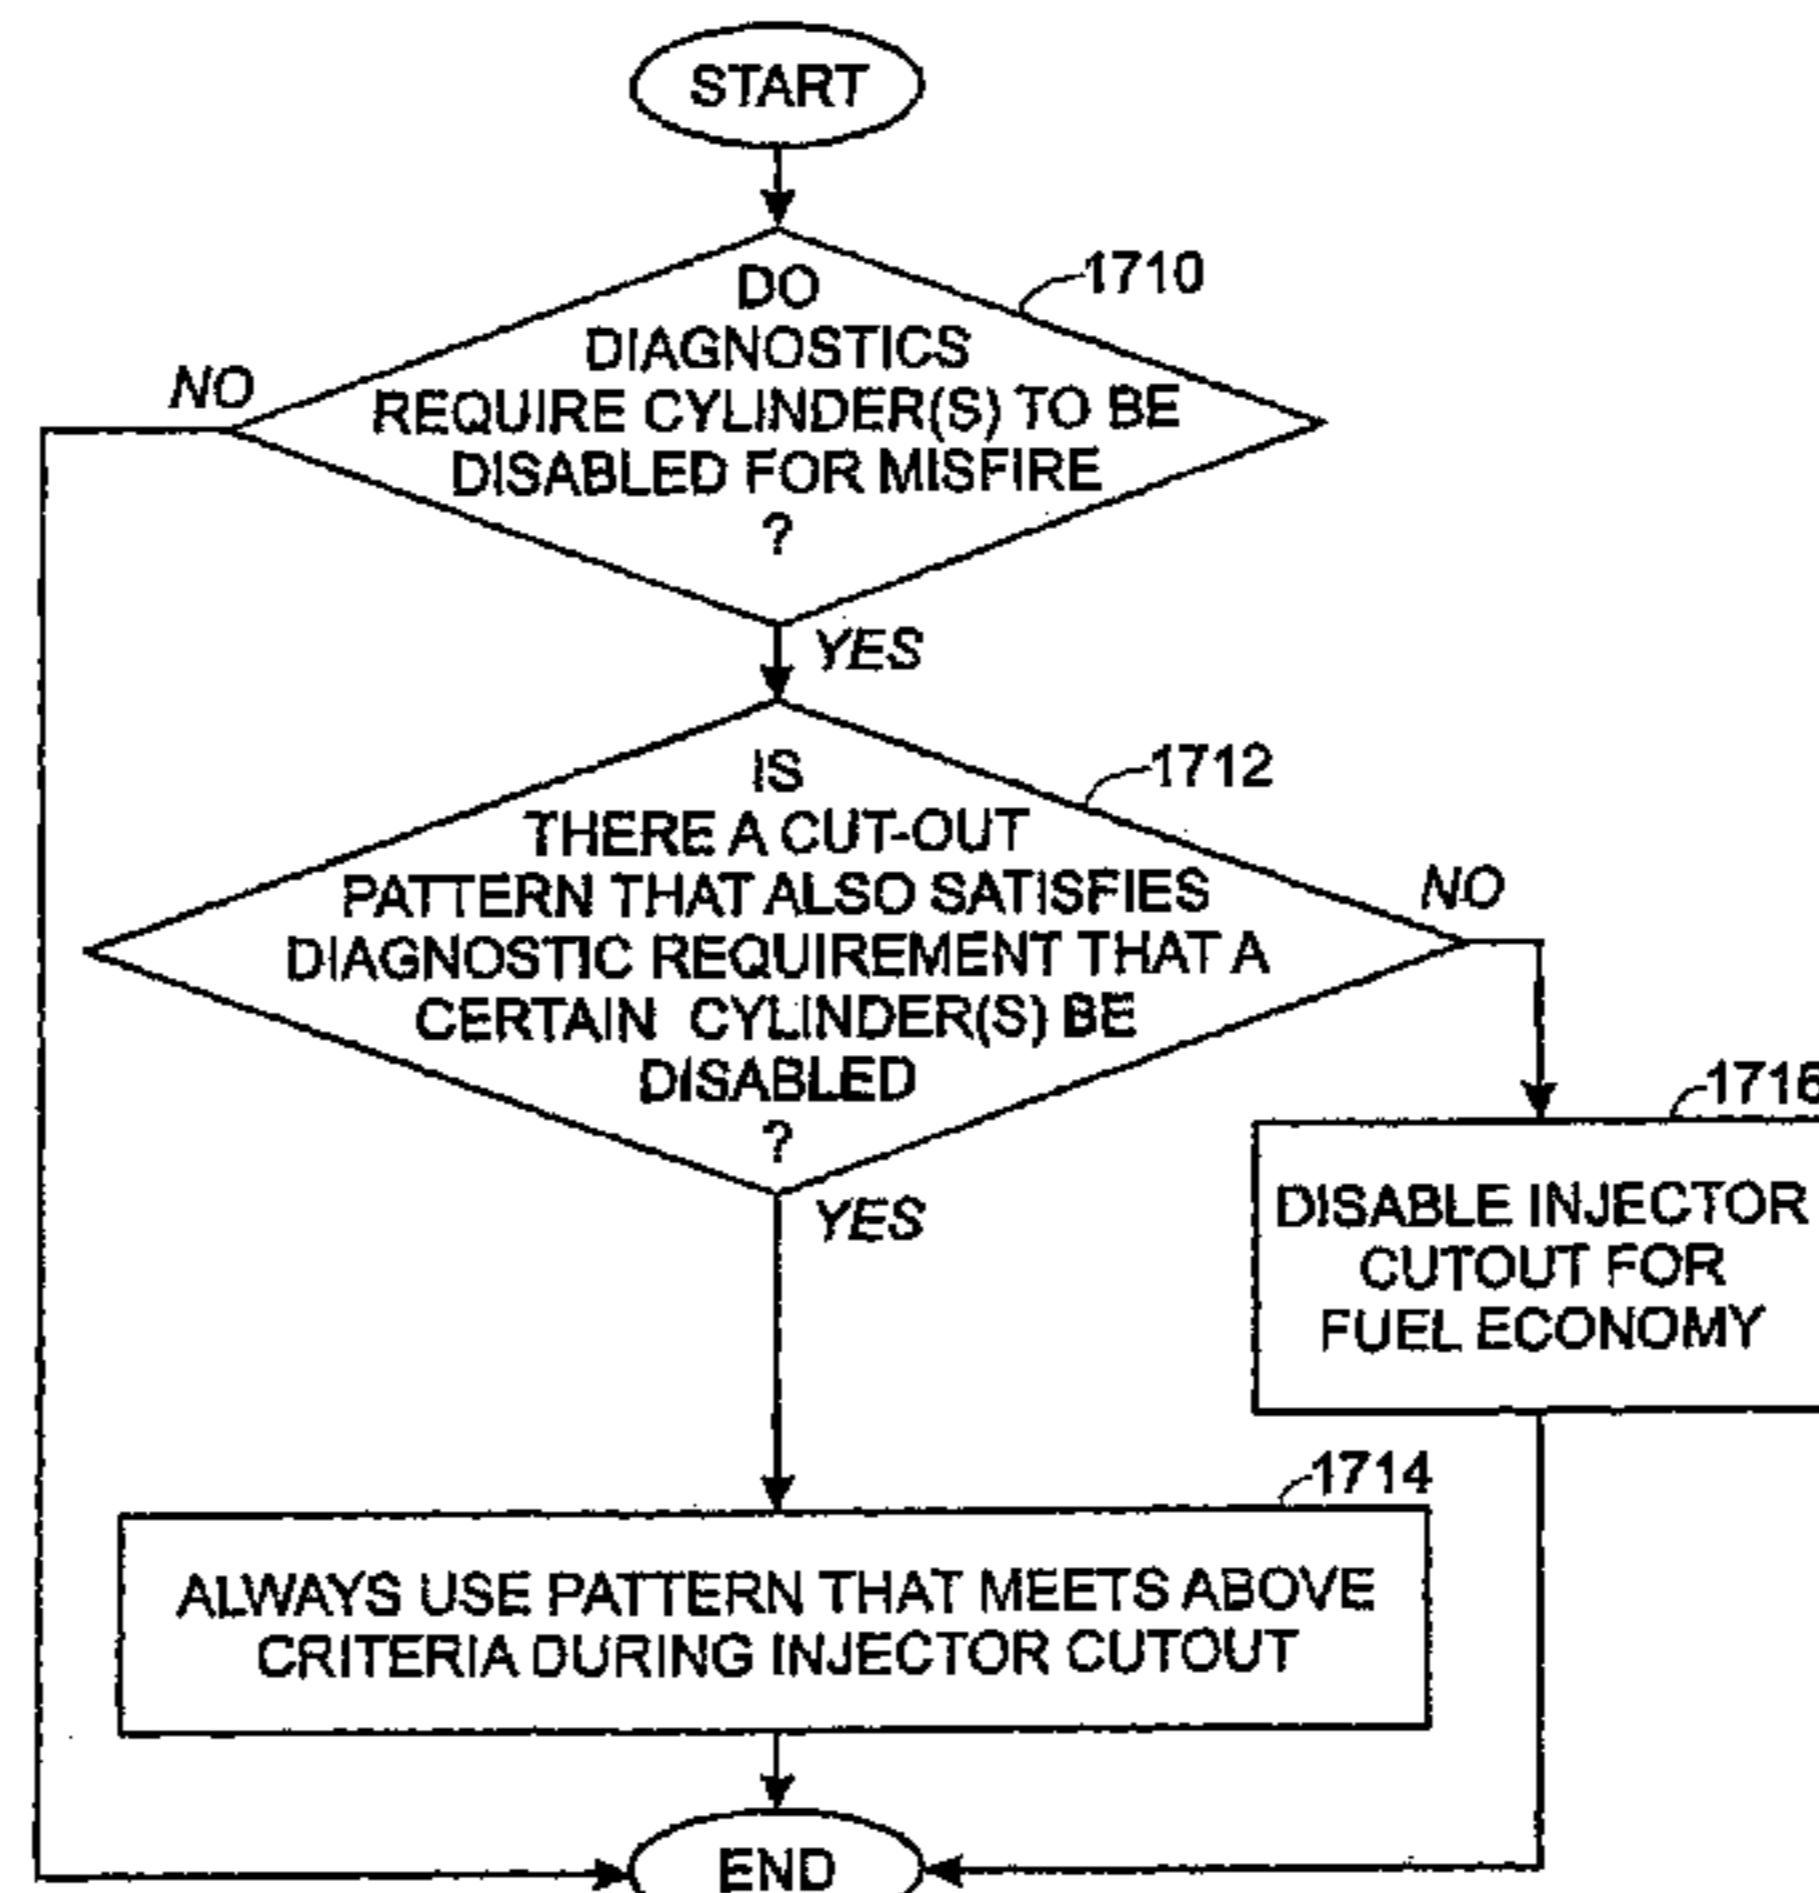 START
1710
DO
DIAGNOSTICS
REQUIRE CYLINDER(S) TO BE
DISABLED FOR MISFIRE
?
NO
YES
1712
IS
THERE A CUT-OUT
PATTERN THAT ALSO SATISFIES
DIAGNOSTIC REQUIREMENT THAT A
CERTAIN CYLINDER(S) BE
DISABLED
?
NO
YES
1716
DISABLE INJECTOR
CUTOUT FOR
FUEL ECONOMY
1714
ALWAYS USE PATTERN THAT MEETS ABOVE
CRITERIA DURING INJECTOR CUTOUT
END